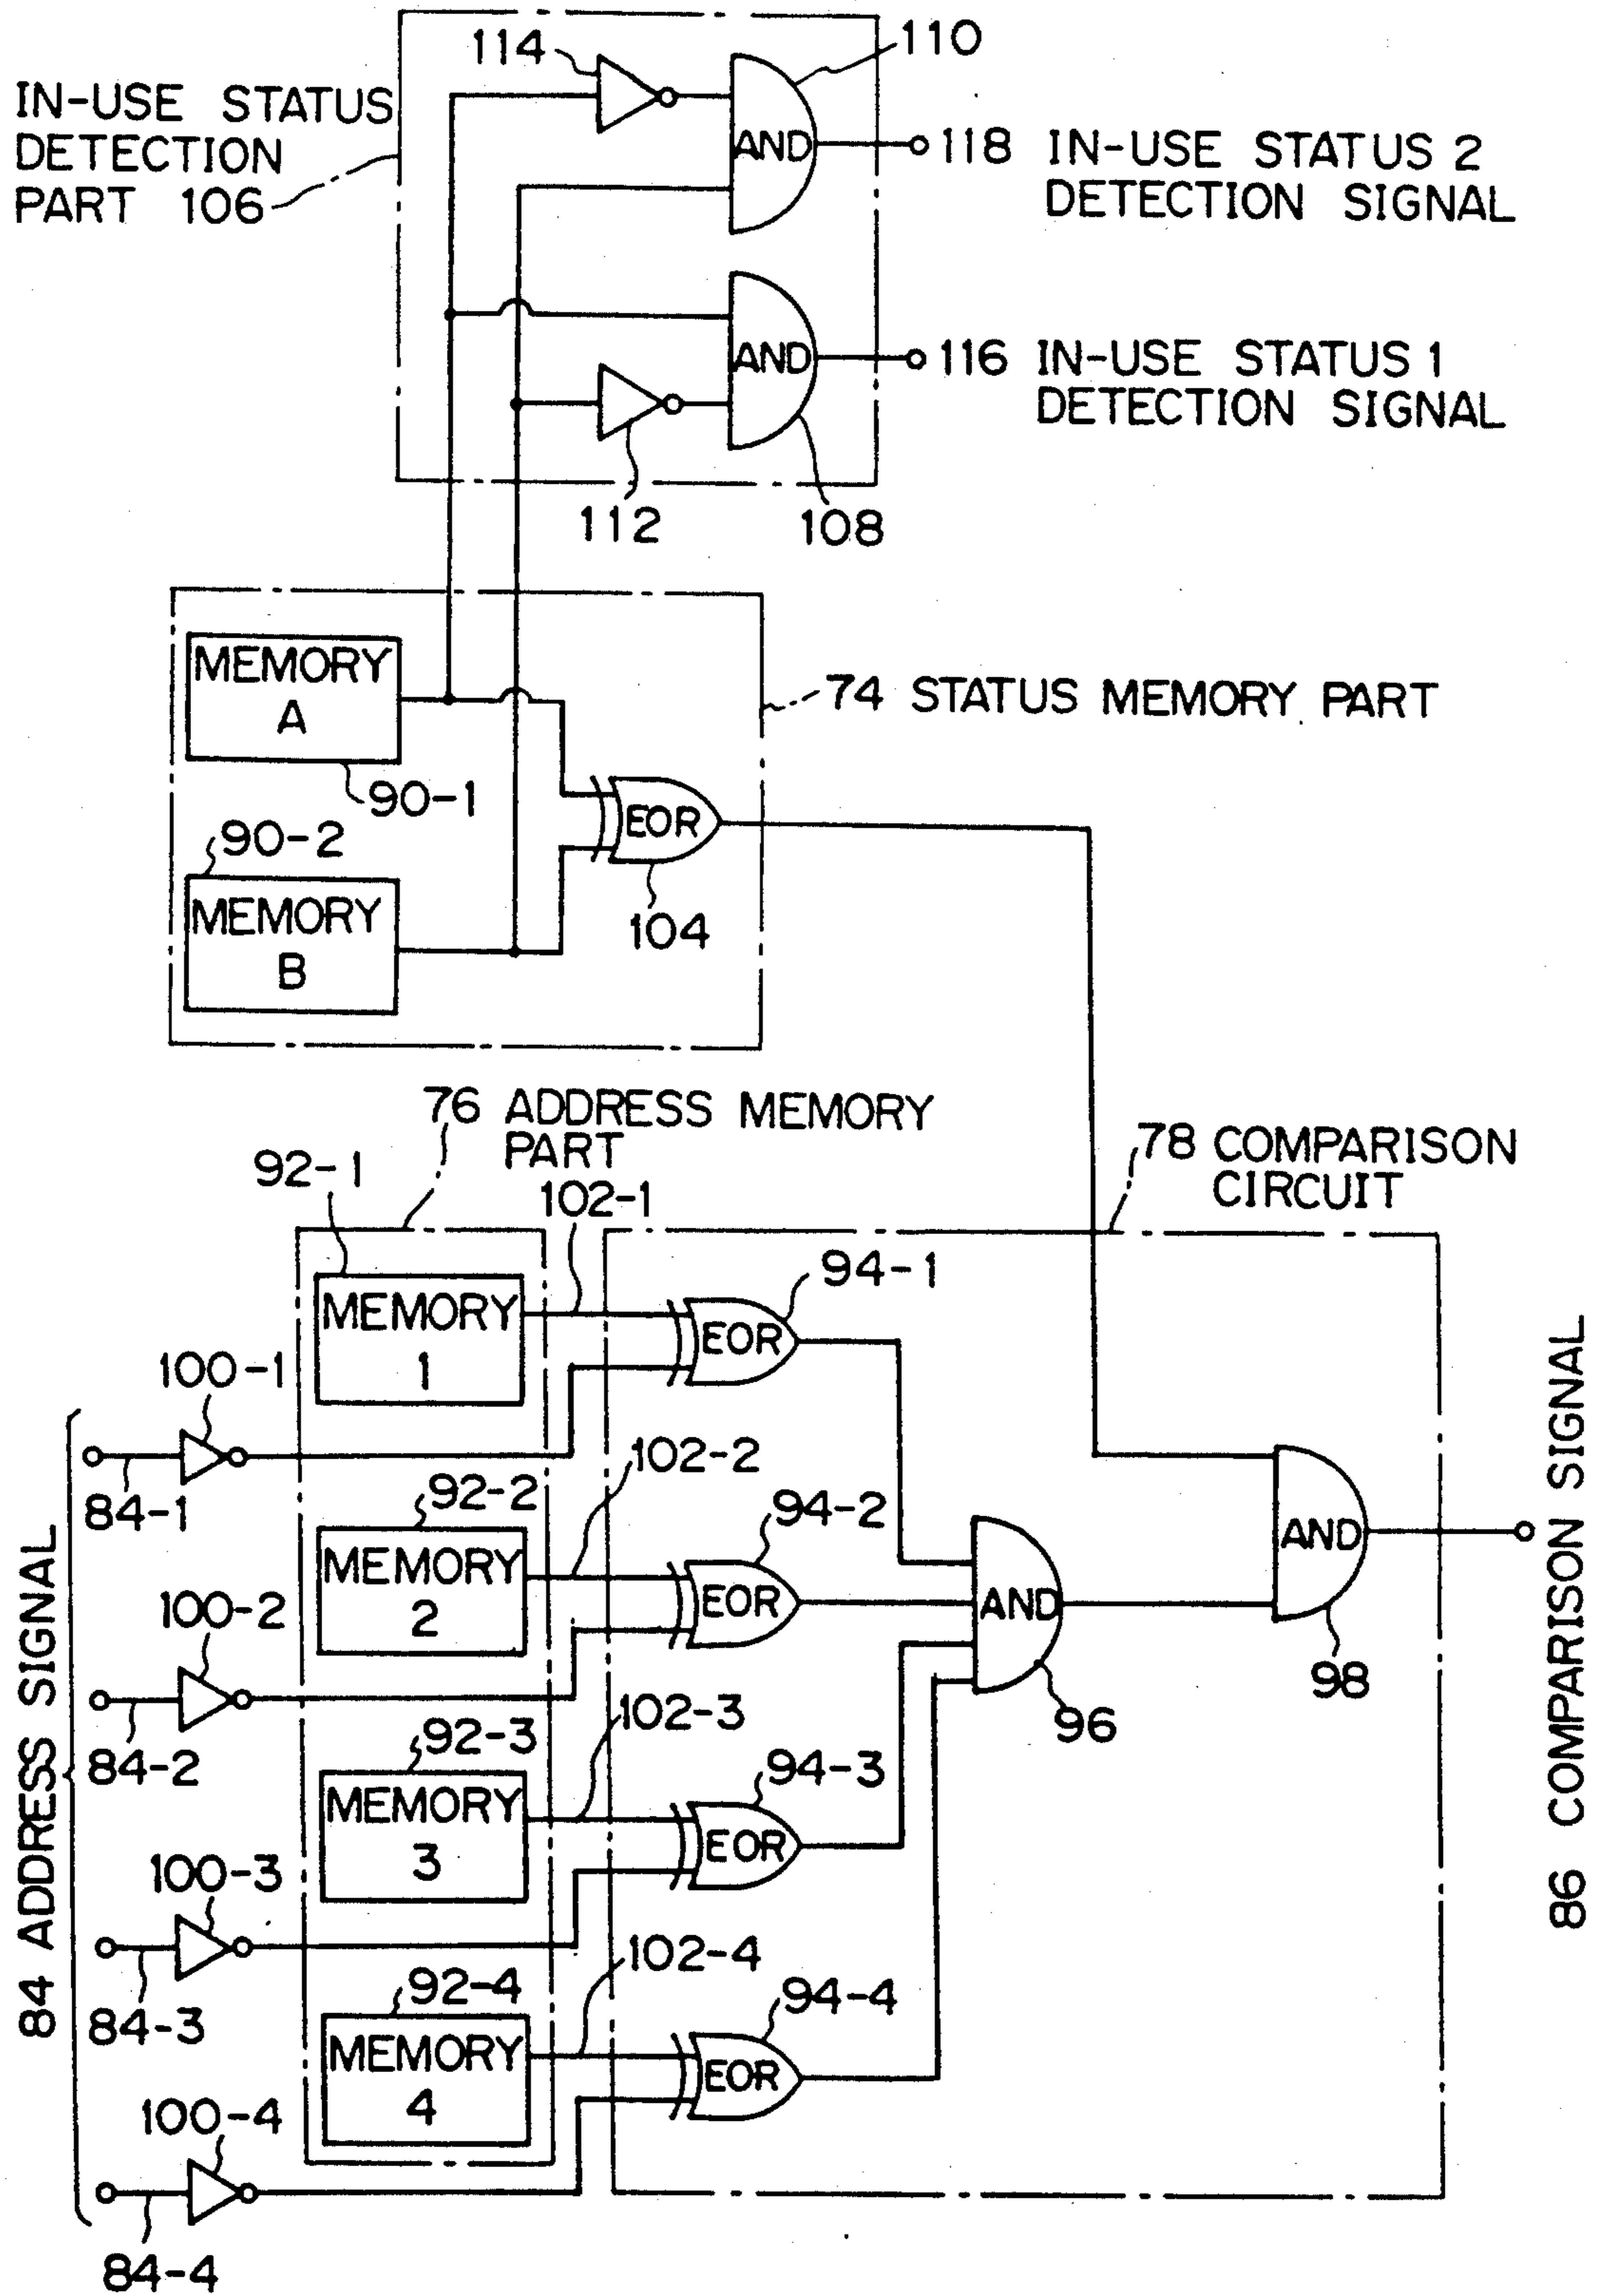 114
110
IN-USE STATUS
DETECTION
PART 106
AND
118 IN-USE STATUS 2
DETECTION SIGNAL
AND
116 IN-USE STATUS 1
DETECTION SIGNAL
112
108
MEMORY
A
74 STATUS MEMORY PART
90-1
90-2
EOR
MEMORY
B
104
76 ADDRESS MEMORY
PART
78 COMPARISON
CIRCUIT
92-1
102-1
94-1
MEMORY
1
EOR
100-1
84-1
102-2
92-2
94-2
MEMORY
2
EOR
AND
AND
100-2
84-2
98
96
102-3
92-3
94-3
MEMORY
3
EOR
100-3
84-3
102-4
92-4
94-4
MEMORY
4
EOR
100-4
84-4
84 ADDRESS SIGNAL
86 COMPARISON SIGNAL